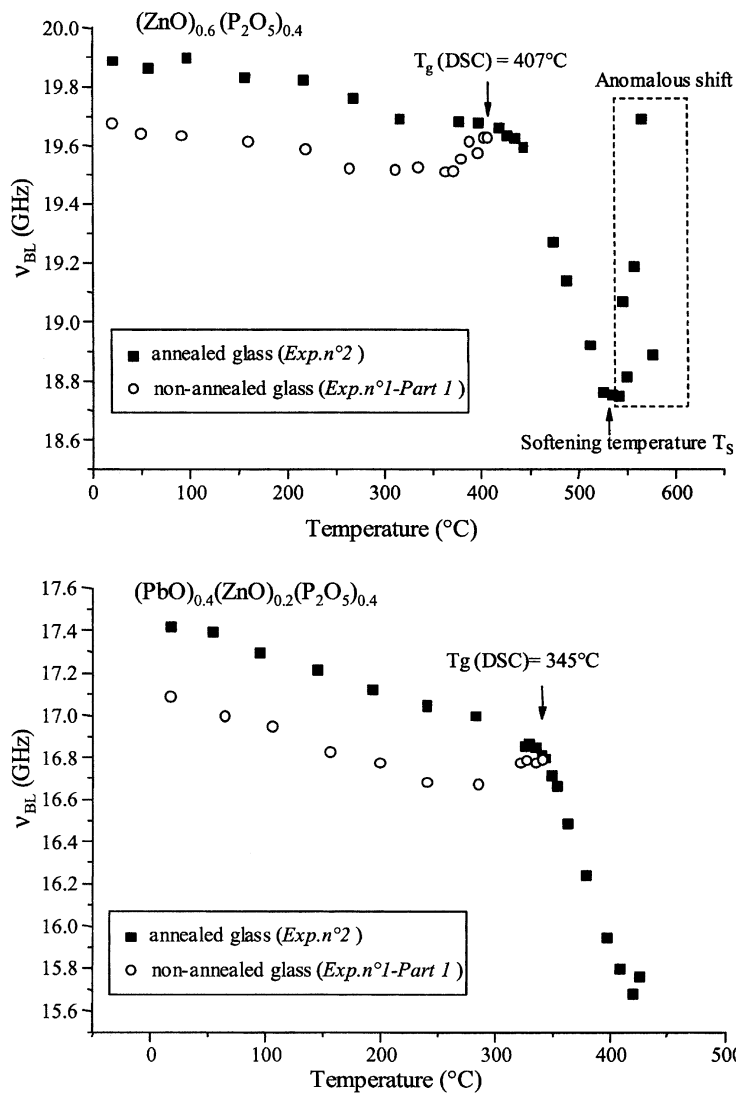 (ZnO)0.6 (P2O5)0.4
20.0
19.8
19.6
19.4
19.2
19.0
18.8
18.6
νBL (GHz)
Tg (DSC) = 407°C
Anomalous shift
annealed glass (Exp.n°2 )
non-annealed glass (Exp.n°1-Part 1 )
Softening temperature TS
0 100 200 300 400 500 600
Temperature (°C)
(PbO)0.4(ZnO)0.2(P2O5)0.4
17.6
17.4
17.2
17.0
16.8
16.6
16.4
16.2
16.0
15.8
15.6
νBL (GHz)
Tg (DSC)= 345°C
annealed glass (Exp.n°2 )
non-annealed glass (Exp.n°1-Part 1 )
0 100 200 300 400 500
Temperature (°C)